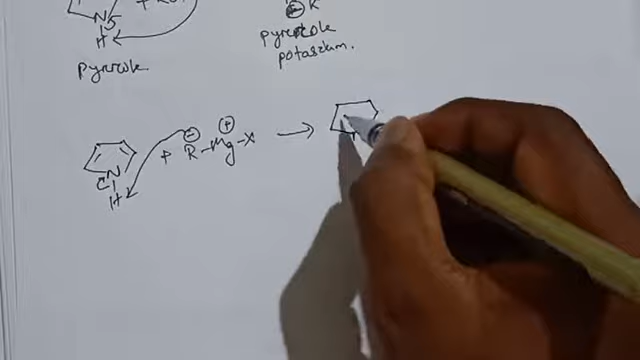 N
H
pyrrole
K
pyrrole
potassium.
N
H
+ R - Mg - X →